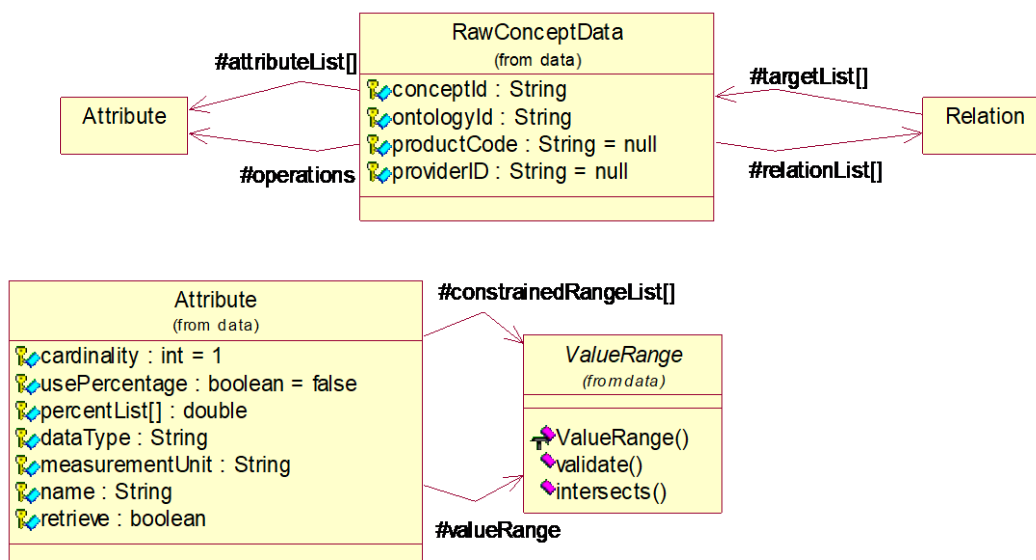 RawConceptData
(from data)
#attributeList[]
#targetList[]
conceptId : String
Attribute
ontologyId : String
Relation
productCode : String = null
#operations
providerID : String = null
#relationList[]
Attribute
(from data)
#constrainedRangeList[]
cardinality : int = 1
usePercentage : boolean = false
percentList[] : double
dataType : String
measurementUnit : String
name : String
retrieve : boolean
ValueRange
(from data)
ValueRange()
validate()
intersects()
#valueRange